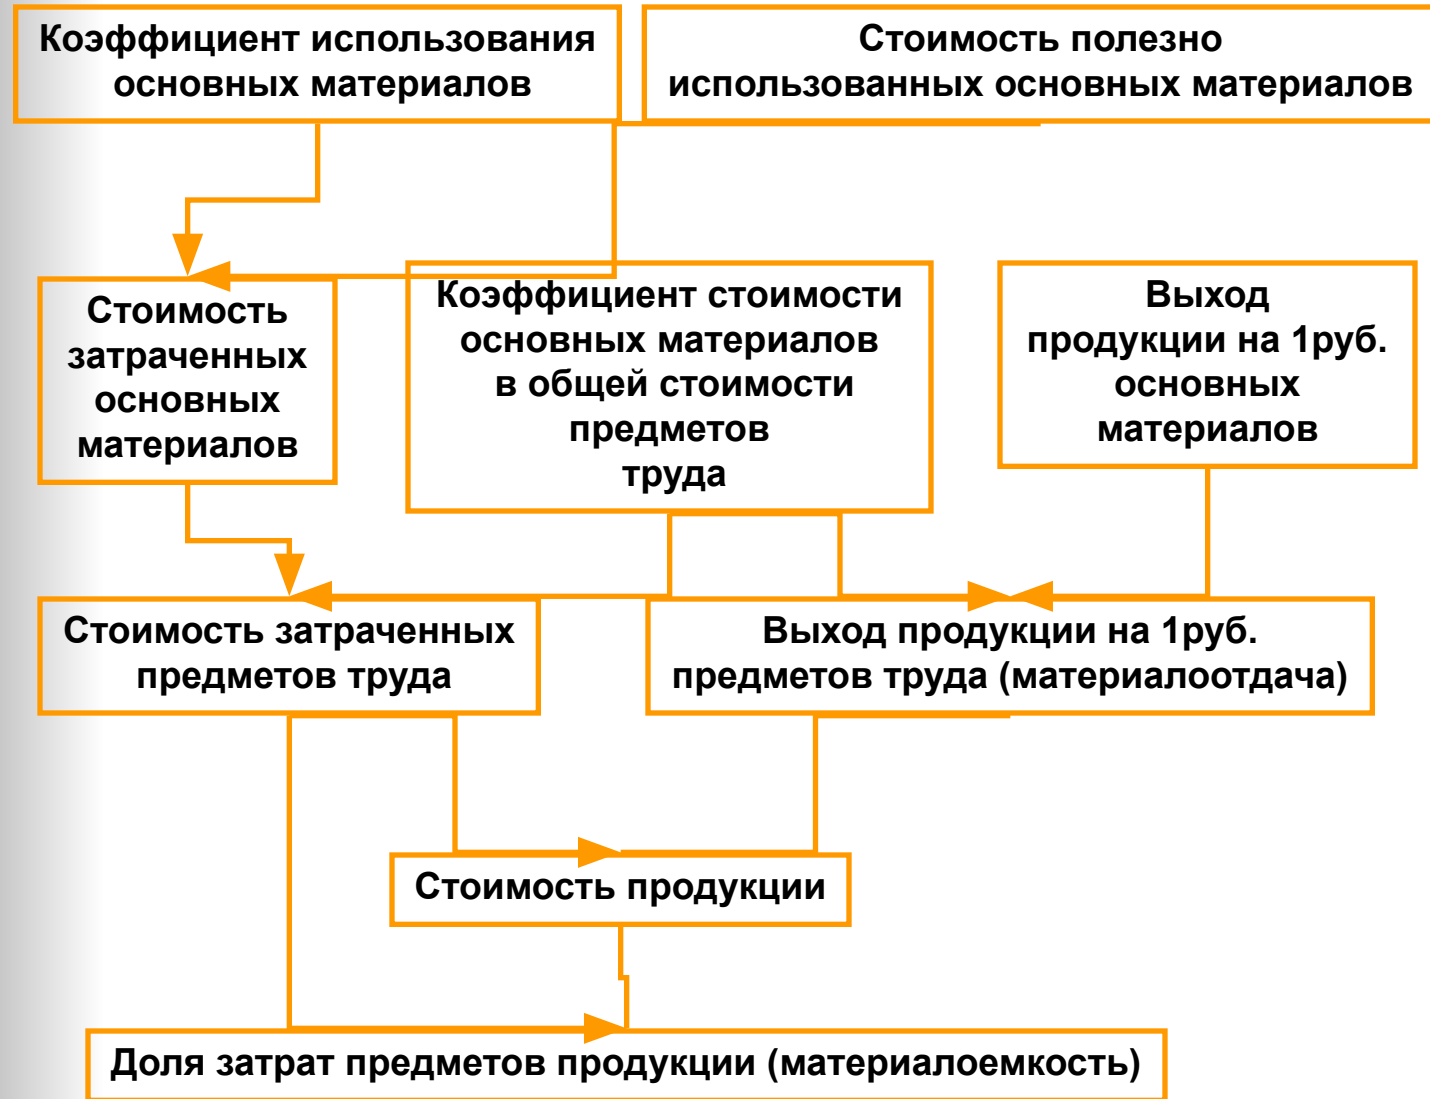 Коэффициент использования
основных материалов
Стоимость полезно
использованных основных материалов
Стоимость
затраченных
основных
материалов
Коэффициент стоимости
основных материалов
в общей стоимости
предметов
труда
Выход
продукции на 1руб.
основных
материалов
Стоимость затраченных
предметов труда
Выход продукции на 1руб.
предметов труда (материалоотдача)
Стоимость продукции
Доля затрат предметов продукции (материалоемкость)